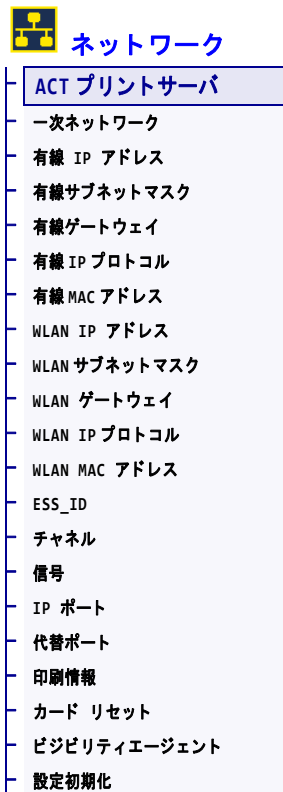 ネットワーク
ACT プリントサーバ
一次ネットワーク
有線 IP アドレス
有線サブネットマスク
有線ゲートウェイ
有線 IP プロトコル
有線 MAC アドレス
WLAN IP アドレス
WLAN サブネットマスク
WLAN ゲートウェイ
WLAN IP プロトコル
WLAN MAC アドレス
ESS_ID
チャネル
信号
IP ポート
代替ポート
印刷情報
カード リセット
ビジビリティエージェント
設定初期化